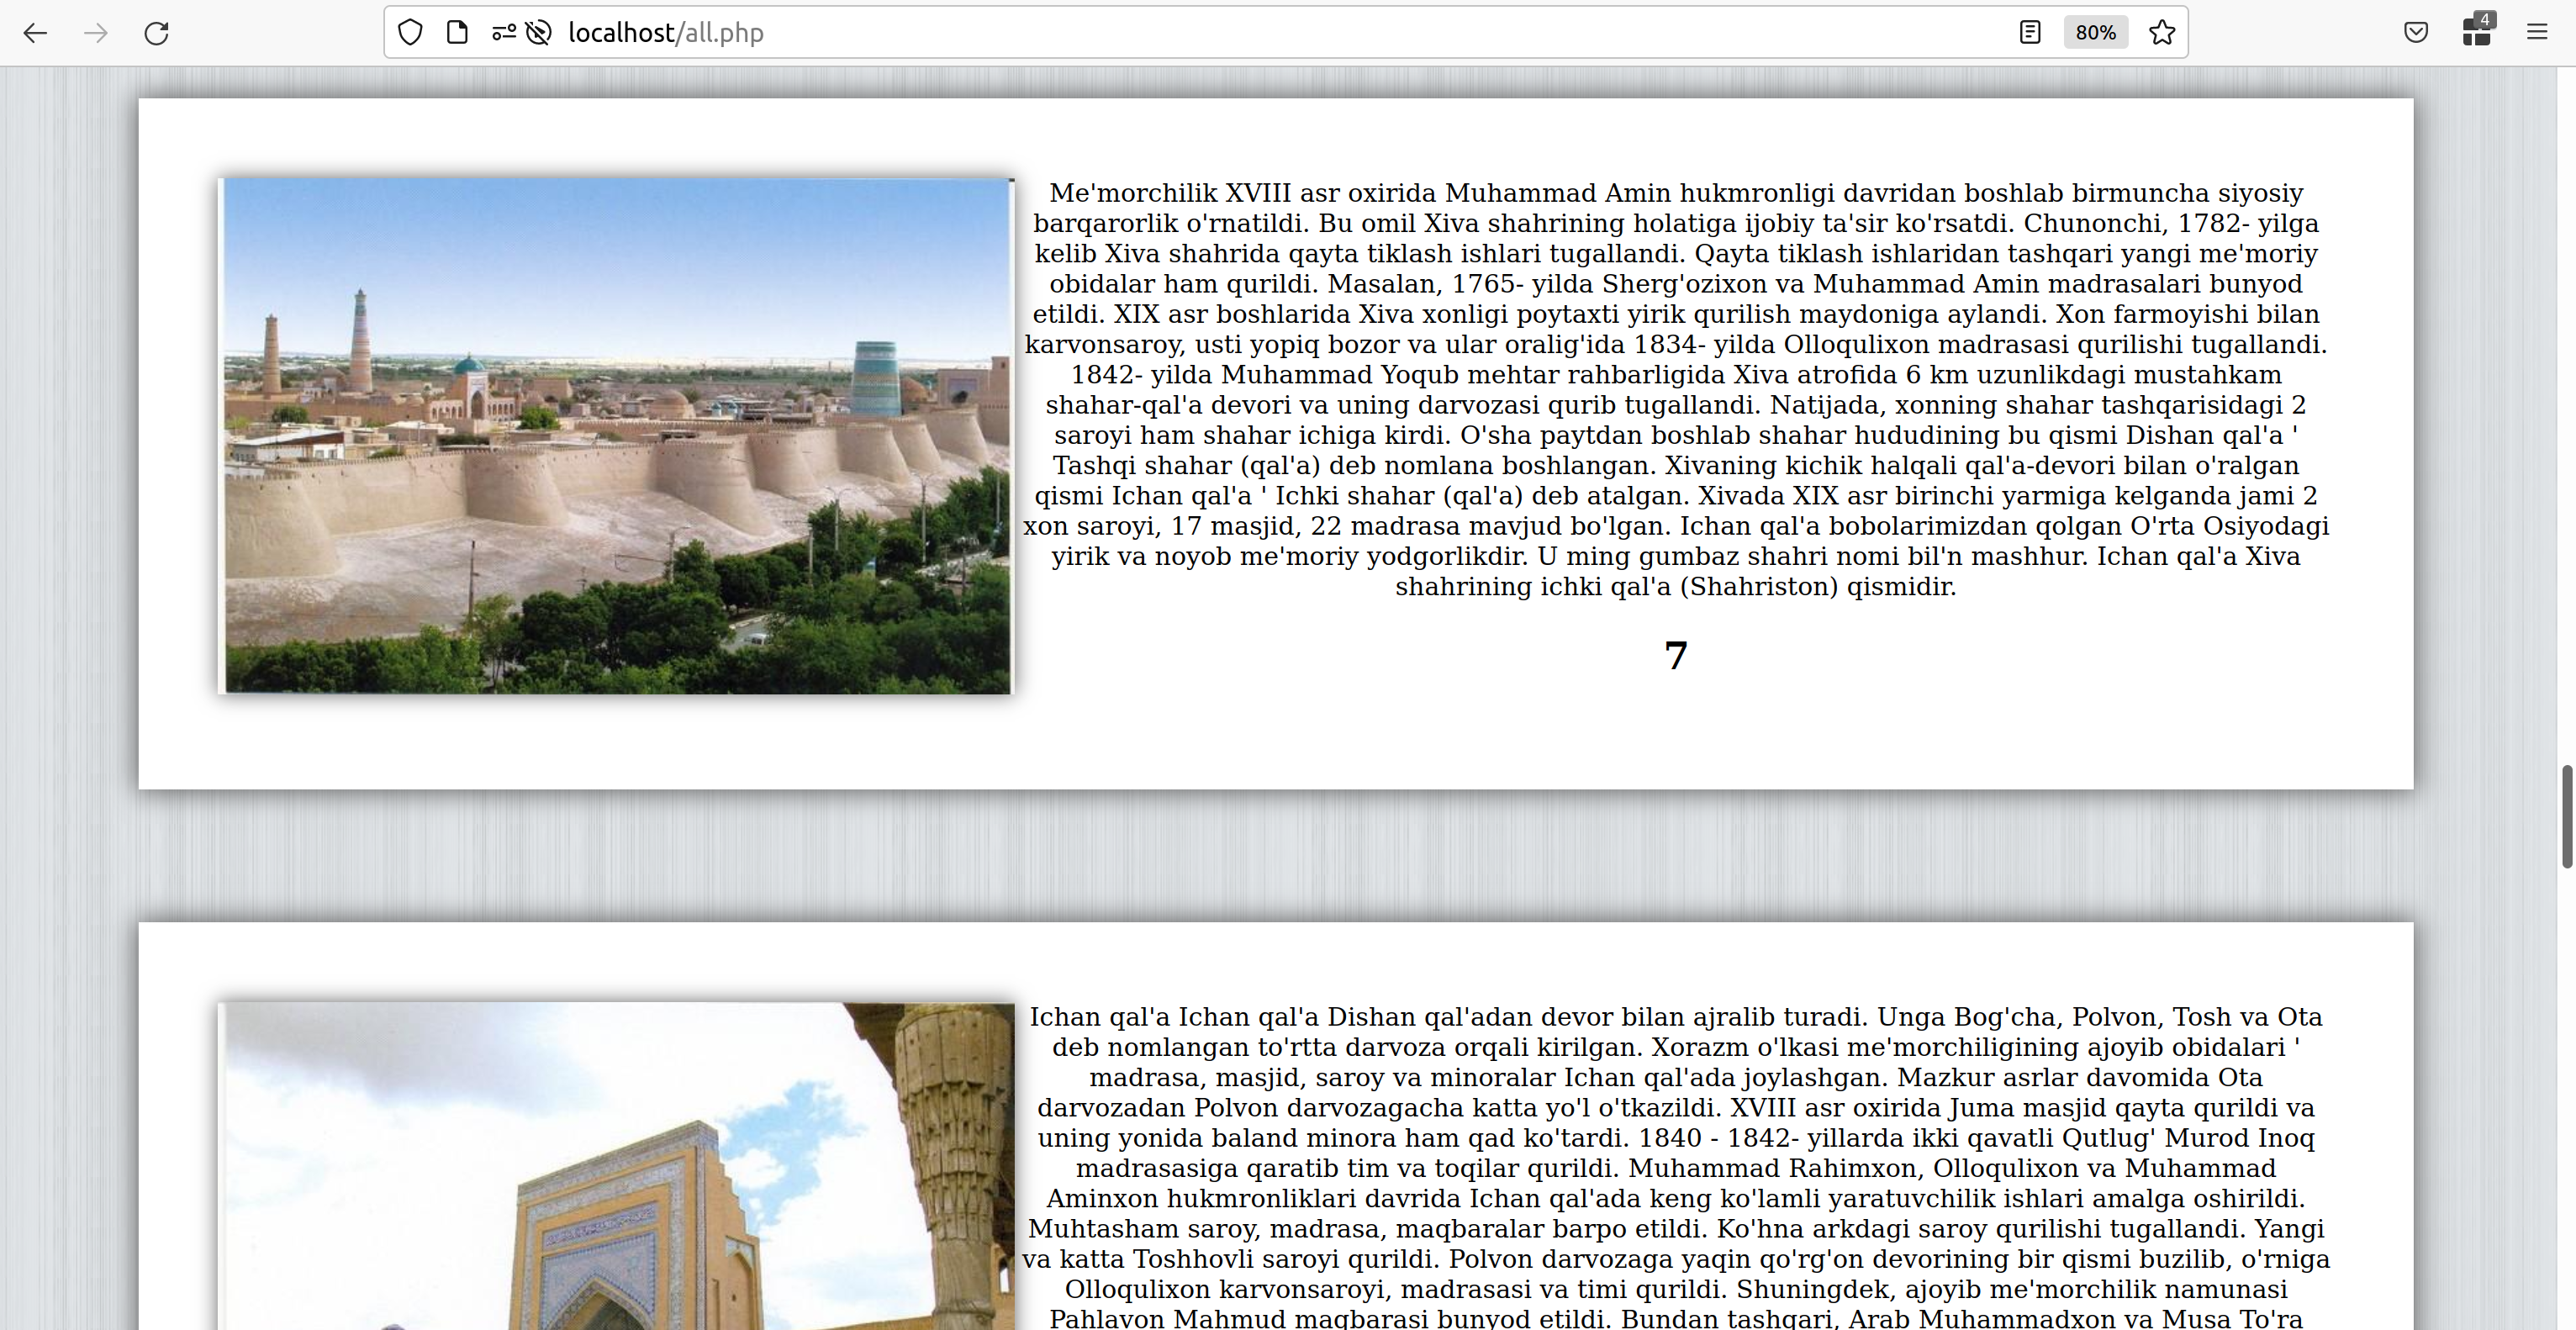 localhost/all.php
80%
4
Me'morchilik XVIII asr oxirida Muhammad Amin hukmronligi davridan boshlab birmuncha siyosiy
barqarorlik o'rnatildi. Bu omil Xiva shahrining holatiga ijobiy ta'sir ko'rsatdi. Chunonchi, 1782- yilga
kelib Xiva shahrida qayta tiklash ishlari tugallandi. Qayta tiklash ishlaridan tashqari yangi me'moriy
obidalar ham qurildi. Masalan, 1765- yilda Sherg'ozixon va Muhammad Amin madrasalari bunyod
etildi. XIX asr boshlarida Xiva xonligi poytaxti yirik qurilish maydoniga aylandi. Xon farmoyishi bilan
karvonsaroy, usti yopiq bozor va ular oralig'ida 1834- yilda Olloqulixon madrasasi qurilishi tugallandi.
1842- yilda Muhammad Yoqub mehtar rahbarligida Xiva atrofida 6 km uzunlikdagi mustahkam
shahar-qal'a devori va uning darvozasi qurib tugallandi. Natijada, xonning shahar tashqarisidagi 2
saroyi ham shahar ichiga kirdi. O'sha paytdan boshlab shahar hududining bu qismi Dishan qal'a '
Tashqi shahar (qal'a) deb nomlana boshlangan. Xivaning kichik halqali qal'a-devori bilan o'ralgan
qismi Ichan qal'a ' Ichki shahar (qal'a) deb atalgan. Xivada XIX asr birinchi yarmiga kelganda jami 2
xon saroyi, 17 masjid, 22 madrasa mavjud bo'lgan. Ichan qal'a bobolarimizdan qolgan O'rta Osiyodagi
yirik va noyob me'moriy yodgorlikdir. U ming gumbaz shahri nomi bil'n mashhur. Ichan qal'a Xiva
shahrining ichki qal'a (Shahriston) qismidir.
7
Ichan qal'a Ichan qal'a Dishan qal'adan devor bilan ajralib turadi. Unga Bog'cha, Polvon, Tosh va Ota
deb nomlangan to'rtta darvoza orqali kirilgan. Xorazm o'lkasi me'morchiligining ajoyib obidalari '
madrasa, masjid, saroy va minoralar Ichan qal'ada joylashgan. Mazkur asrlar davomida Ota
darvozadan Polvon darvozagacha katta yo'l o'tkazildi. XVIII asr oxirida Juma masjid qayta qurildi va
uning yonida baland minora ham qad ko'tardi. 1840 - 1842- yillarda ikki qavatli Qutlug' Murod Inoq
madrasasiga qaratib tim va toqilar qurildi. Muhammad Rahimxon, Olloqulixon va Muhammad
Aminxon hukmronliklari davrida Ichan qal'ada keng ko'lamli yaratuvchilik ishlari amalga oshirildi.
Muhtasham saroy, madrasa, maqbaralar barpo etildi. Ko'hna arkdagi saroy qurilishi tugallandi. Yangi
va katta Toshhovli saroyi qurildi. Polvon darvozaga yaqin qo'rg'on devorining bir qismi buzilib, o'rniga
Olloqulixon karvonsaroyi, madrasasi va timi qurildi. Shuningdek, ajoyib me'morchilik namunasi
Pahlavon Mahmud maqbarasi bunyod etildi. Bundan tashqari, Arab Muhammadxon va Musa To'ra